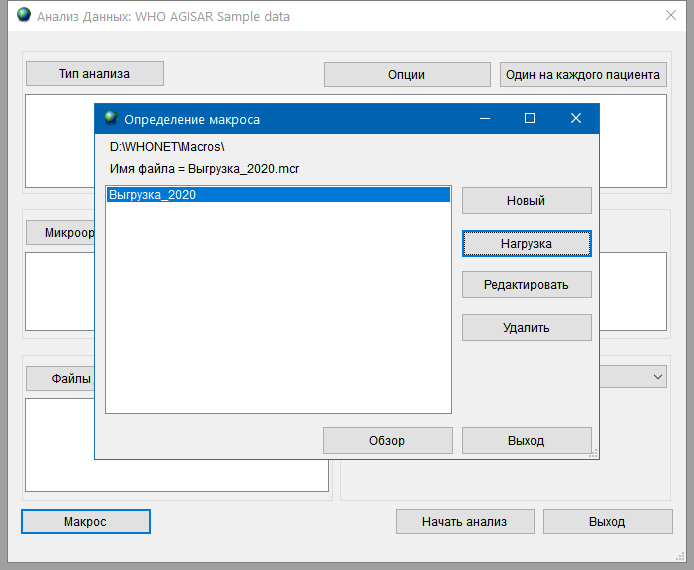 Анализ Данных: WHO AGISAR Sample data
Тип анализа
Опции
Один на каждого пациента
Определение макроса
D:\WHONET\Macros\
Имя файла = Выгрузка_2020.mcr
Выгрузка_2020
Новый
Нагрузка
Редактировать
Удалить
Обзор
Выход
Микроор
Файлы
Макрос
Начать анализ
Выход